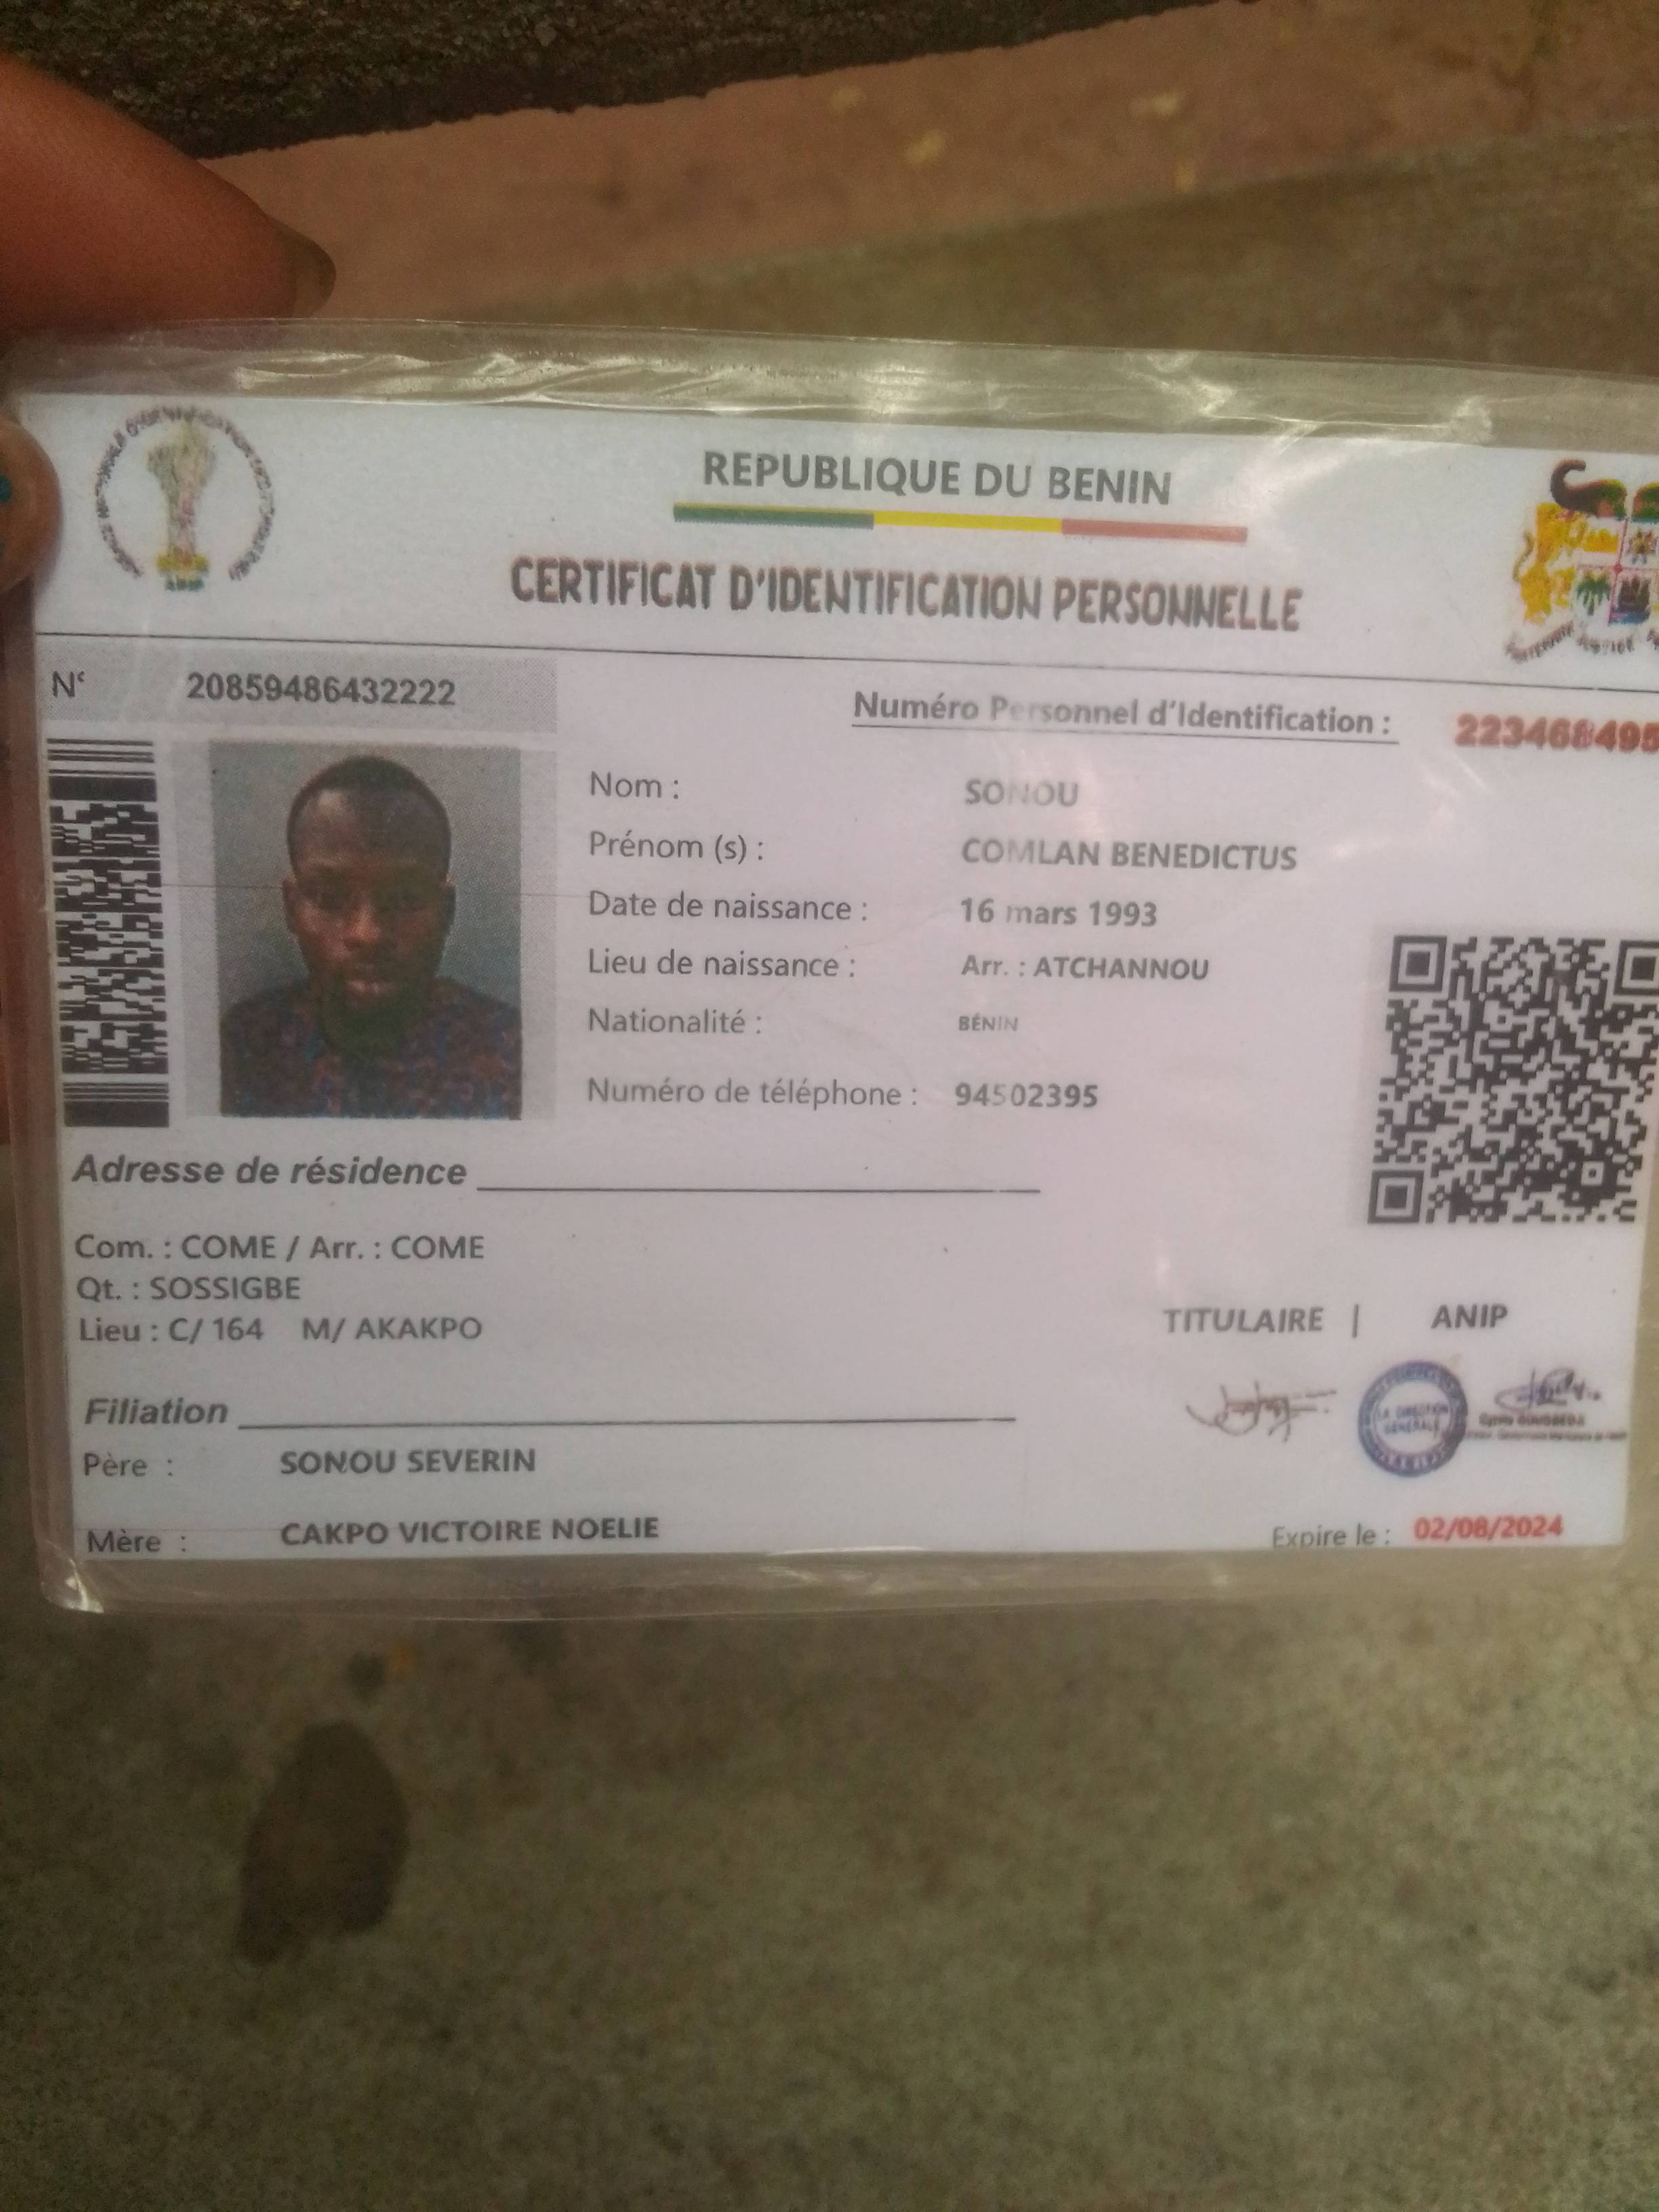 REPUBLIQUE DU BENIN
CERTIFICAT D'IDENTIFICATION PERSONNELLE
N° 20859486432222
Numéro Personnel d'Identification : 223468495
Nom : SONOU
Prénom (s) : COMLAN BENEDICTUS
Date de naissance : 16 mars 1993
Lieu de naissance : Arr. : ATCHANNOU
Nationalité : BÉNIN
Numéro de téléphone : 94502395
Adresse de résidence
Com. : COME / Arr. : COME
Qt. : SOSSIGBE
Lieu : C/ 164 M/ AKAKPO
TITULAIRE | ANIP
LA DIRECTION
GÉNÉRALE
Filiation
Père : SONOU SEVERIN
Mère : CAKPO VICTOIRE NOELIE
Expire le : 02/08/2024